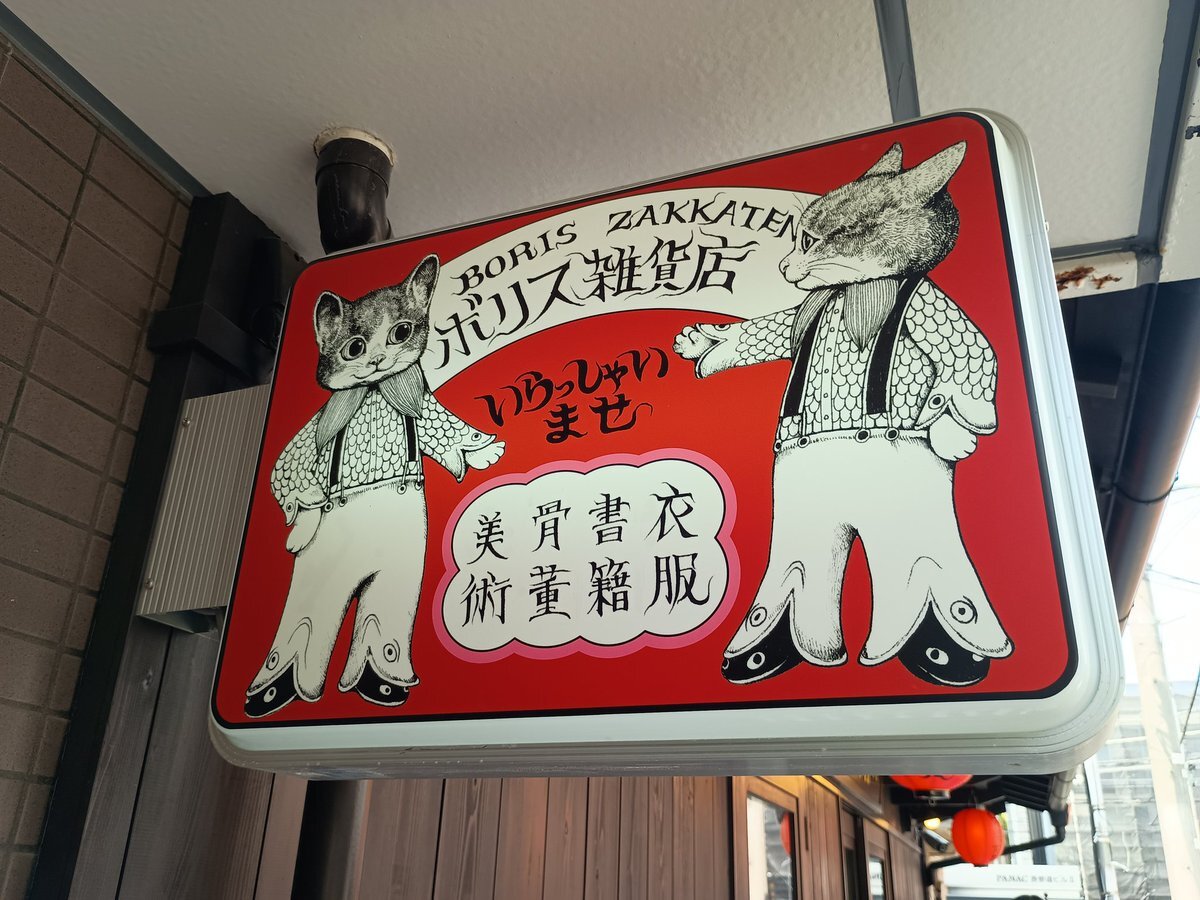 BORIS ZAKKATEN
ボリス雑貨店
いらっしゃい
ませ
衣服
書籍
骨董
美術